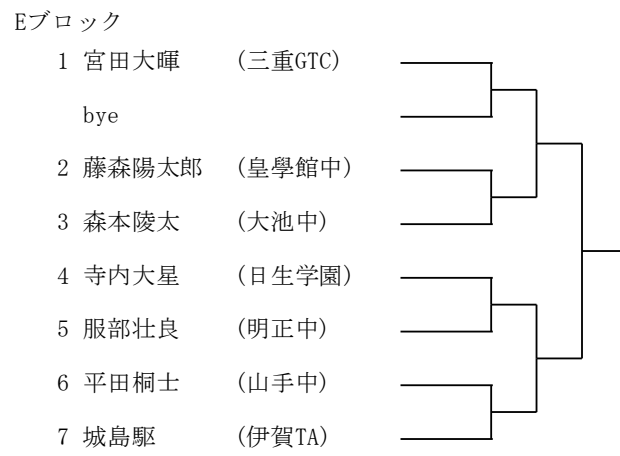 Eブロック
1 宮田大暉 (三重GTC)
bye
2 藤森陽太郎 (皇學館中)
3 森本陵太 (大池中)
4 寺内大星 (日生学園)
5 服部壮良 (明正中)
6 平田桐士 (山手中)
7 城島駆 (伊賀TA)